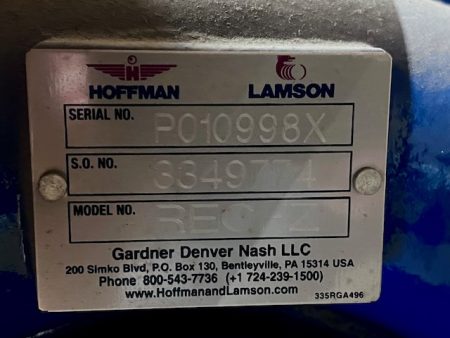 HOFFMAN LAMSON
SERIAL NO. P010998X
S.O. NO.
MODEL NO.
Gardner Denver Nash LLC
200 Simko Blvd, P.O. Box 130, Bentleyville, PA 15314 USA
Phone 800-543-7736 (+1 724-239-1500)
www.HoffmanandLamson.com
335RGA496